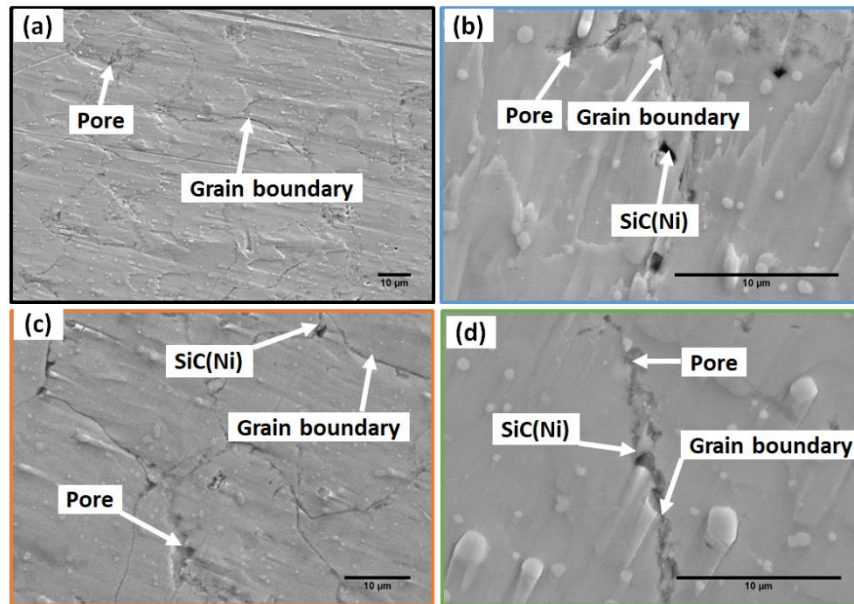 (a)
Pore
Grain boundary
10 µm
(b)
Pore
Grain boundary
SiC(Ni)
10 µm
(c)
SiC(Ni)
Grain boundary
Pore
10 µm
(d)
Pore
SiC(Ni)
Grain boundary
10 µm